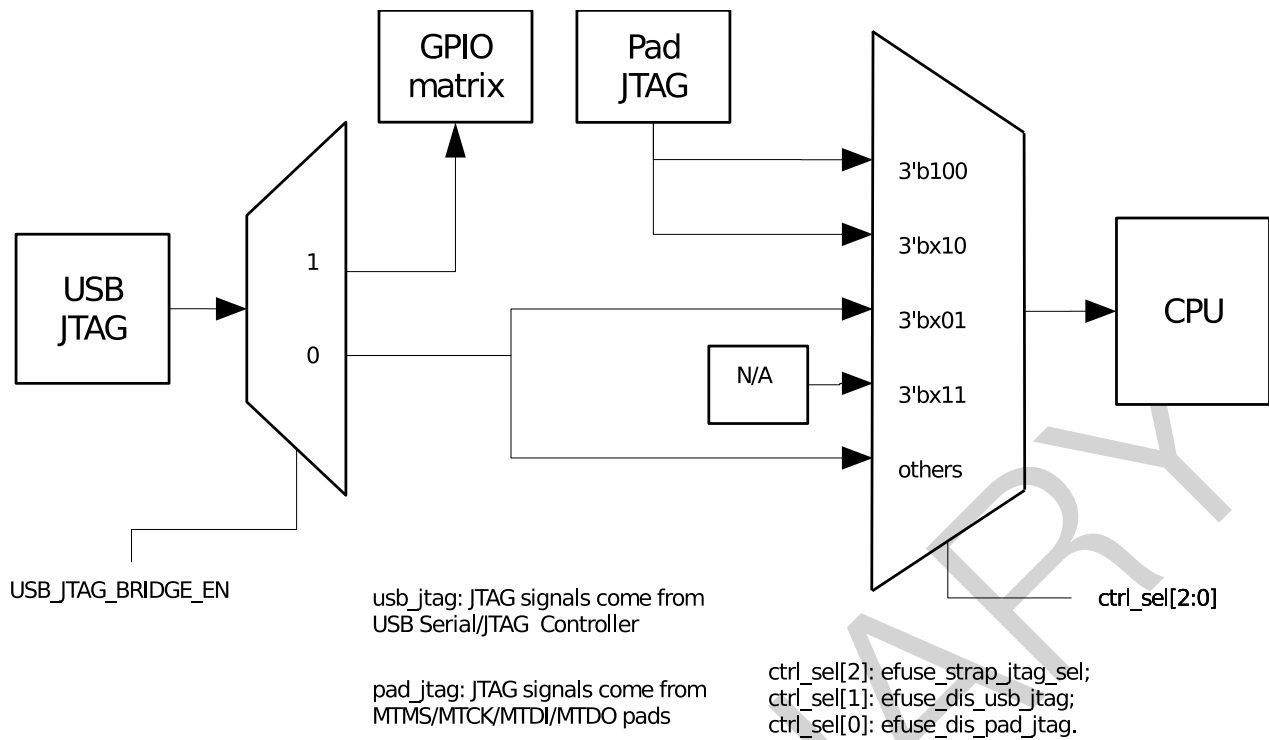 GPIO
matrix
Pad
JTAG
3'b100
3'bx10
USB
JTAG
1
0
3'bx01
CPU
N/A
3'bx11
others
USB_JTAG_BRIDGE_EN
ctrl_sel[2:0]
usb_jtag: JTAG signals come from
USB Serial/JTAG Controller
pad_jtag: JTAG signals come from
MTMS/MTCK/MTDI/MTDO pads
ctrl_sel[2]: efuse_strap_jtag_sel;
ctrl_sel[1]: efuse_dis_usb_jtag;
ctrl_sel[0]: efuse_dis_pad_jtag.